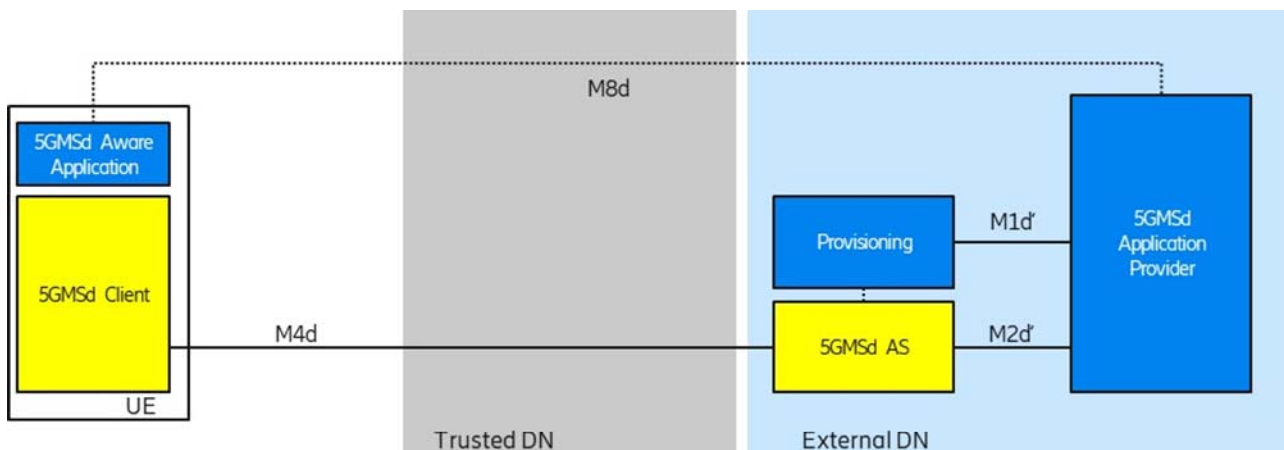 M8d
5GMSd Aware
Application
5GMSd Client
UE
M4d
Trusted DN
Provisioning
M1d'
5GMSd
Application
Provider
5GMSd AS
M2d'
External DN